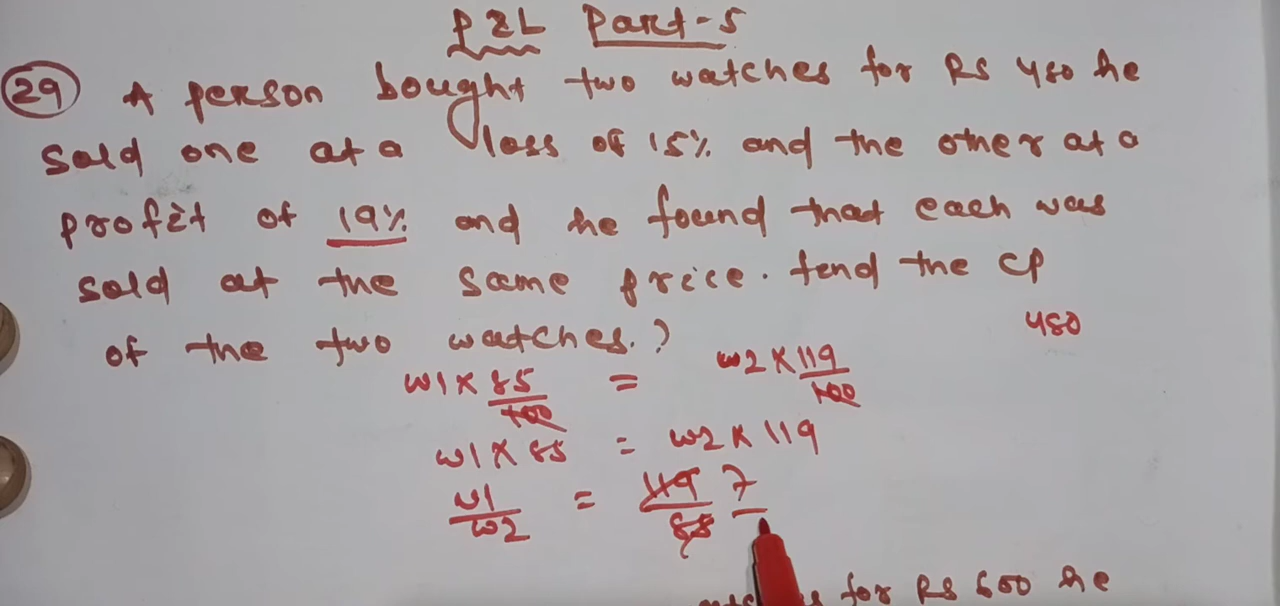 P&L Part-5
29 A person bought two watches for Rs 480 he
sold one at a loss of 15% and the other at a
profit of 19% and he found that each was
sold at the same price. fend the CP
of the two watches.?
480
w1 × 85/100 = w2 × 119/100
w1 × 85 = w2 × 119
w1/w2 = 119/85 7
for Rs 600 he